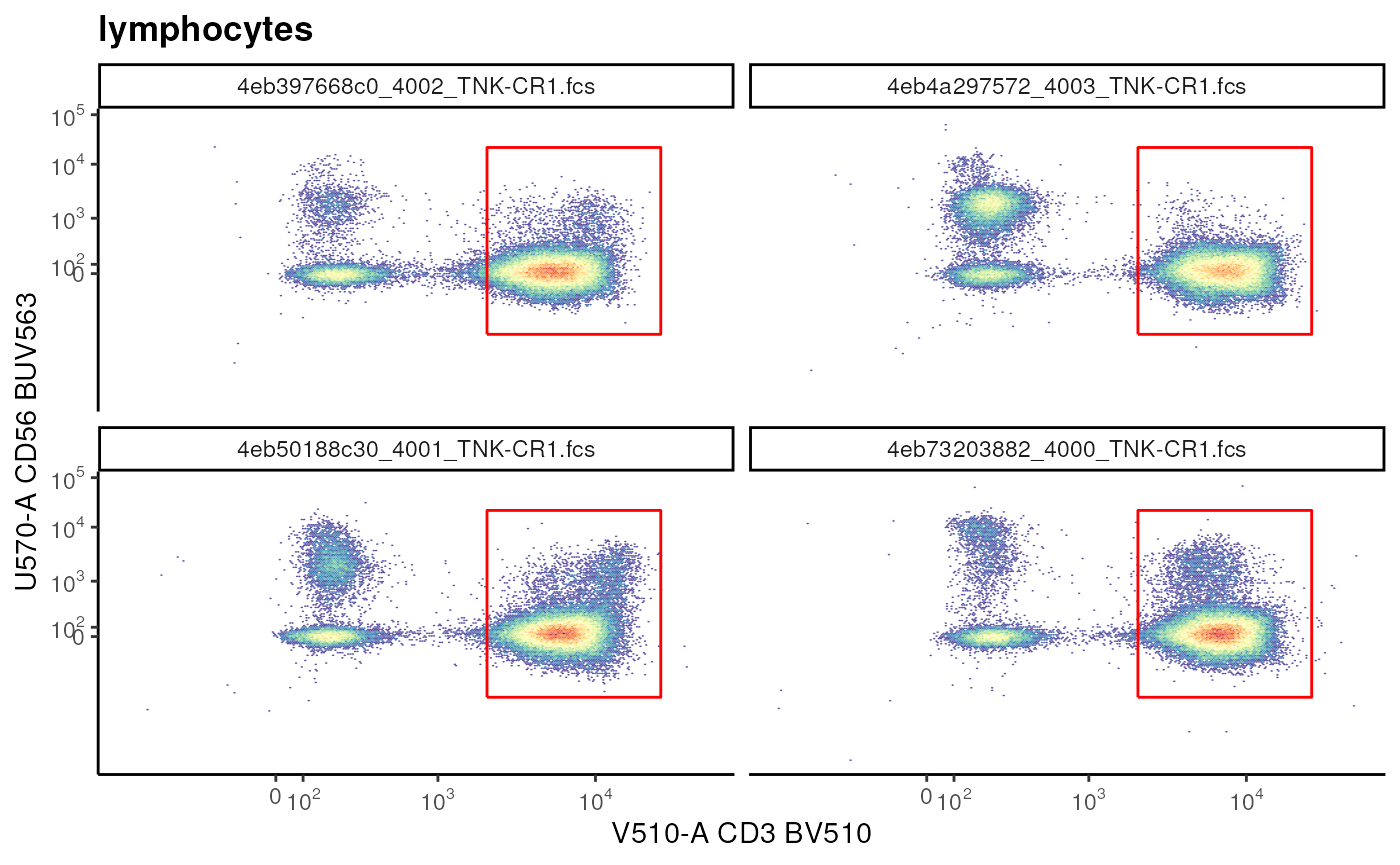 lymphocytes
4eb397668c0_4002_TNK-CR1.fcs
4eb4a297572_4003_TNK-CR1.fcs
10^5
10^4
10^3
10^2
0
4eb50188c30_4001_TNK-CR1.fcs
4eb73203882_4000_TNK-CR1.fcs
10^5
10^4
10^3
10^2
0
U570-A CD56 BUV563
0 10^2 10^3 10^4
0 10^2 10^3 10^4
V510-A CD3 BV510